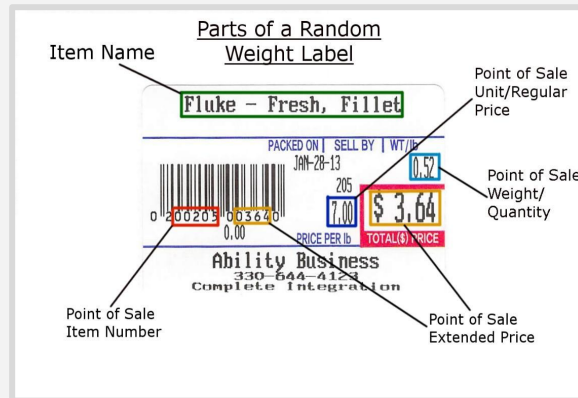 Parts of a Random
Weight Label
Item Name
Point of Sale
Unit/Regular
Price
Fluke - Fresh, Fillet
PACKED ON | SELL BY | WT/lb
JAN-28-13
0.52
205
Point of Sale
Weight/
Quantity
7.00
$ 3.64
0 200205 003640
0.00
PRICE PER lb
TOTAL($) PRICE
Ability Business
330-644-4123
Complete Integration
Point of Sale
Item Number
Point of Sale
Extended Price